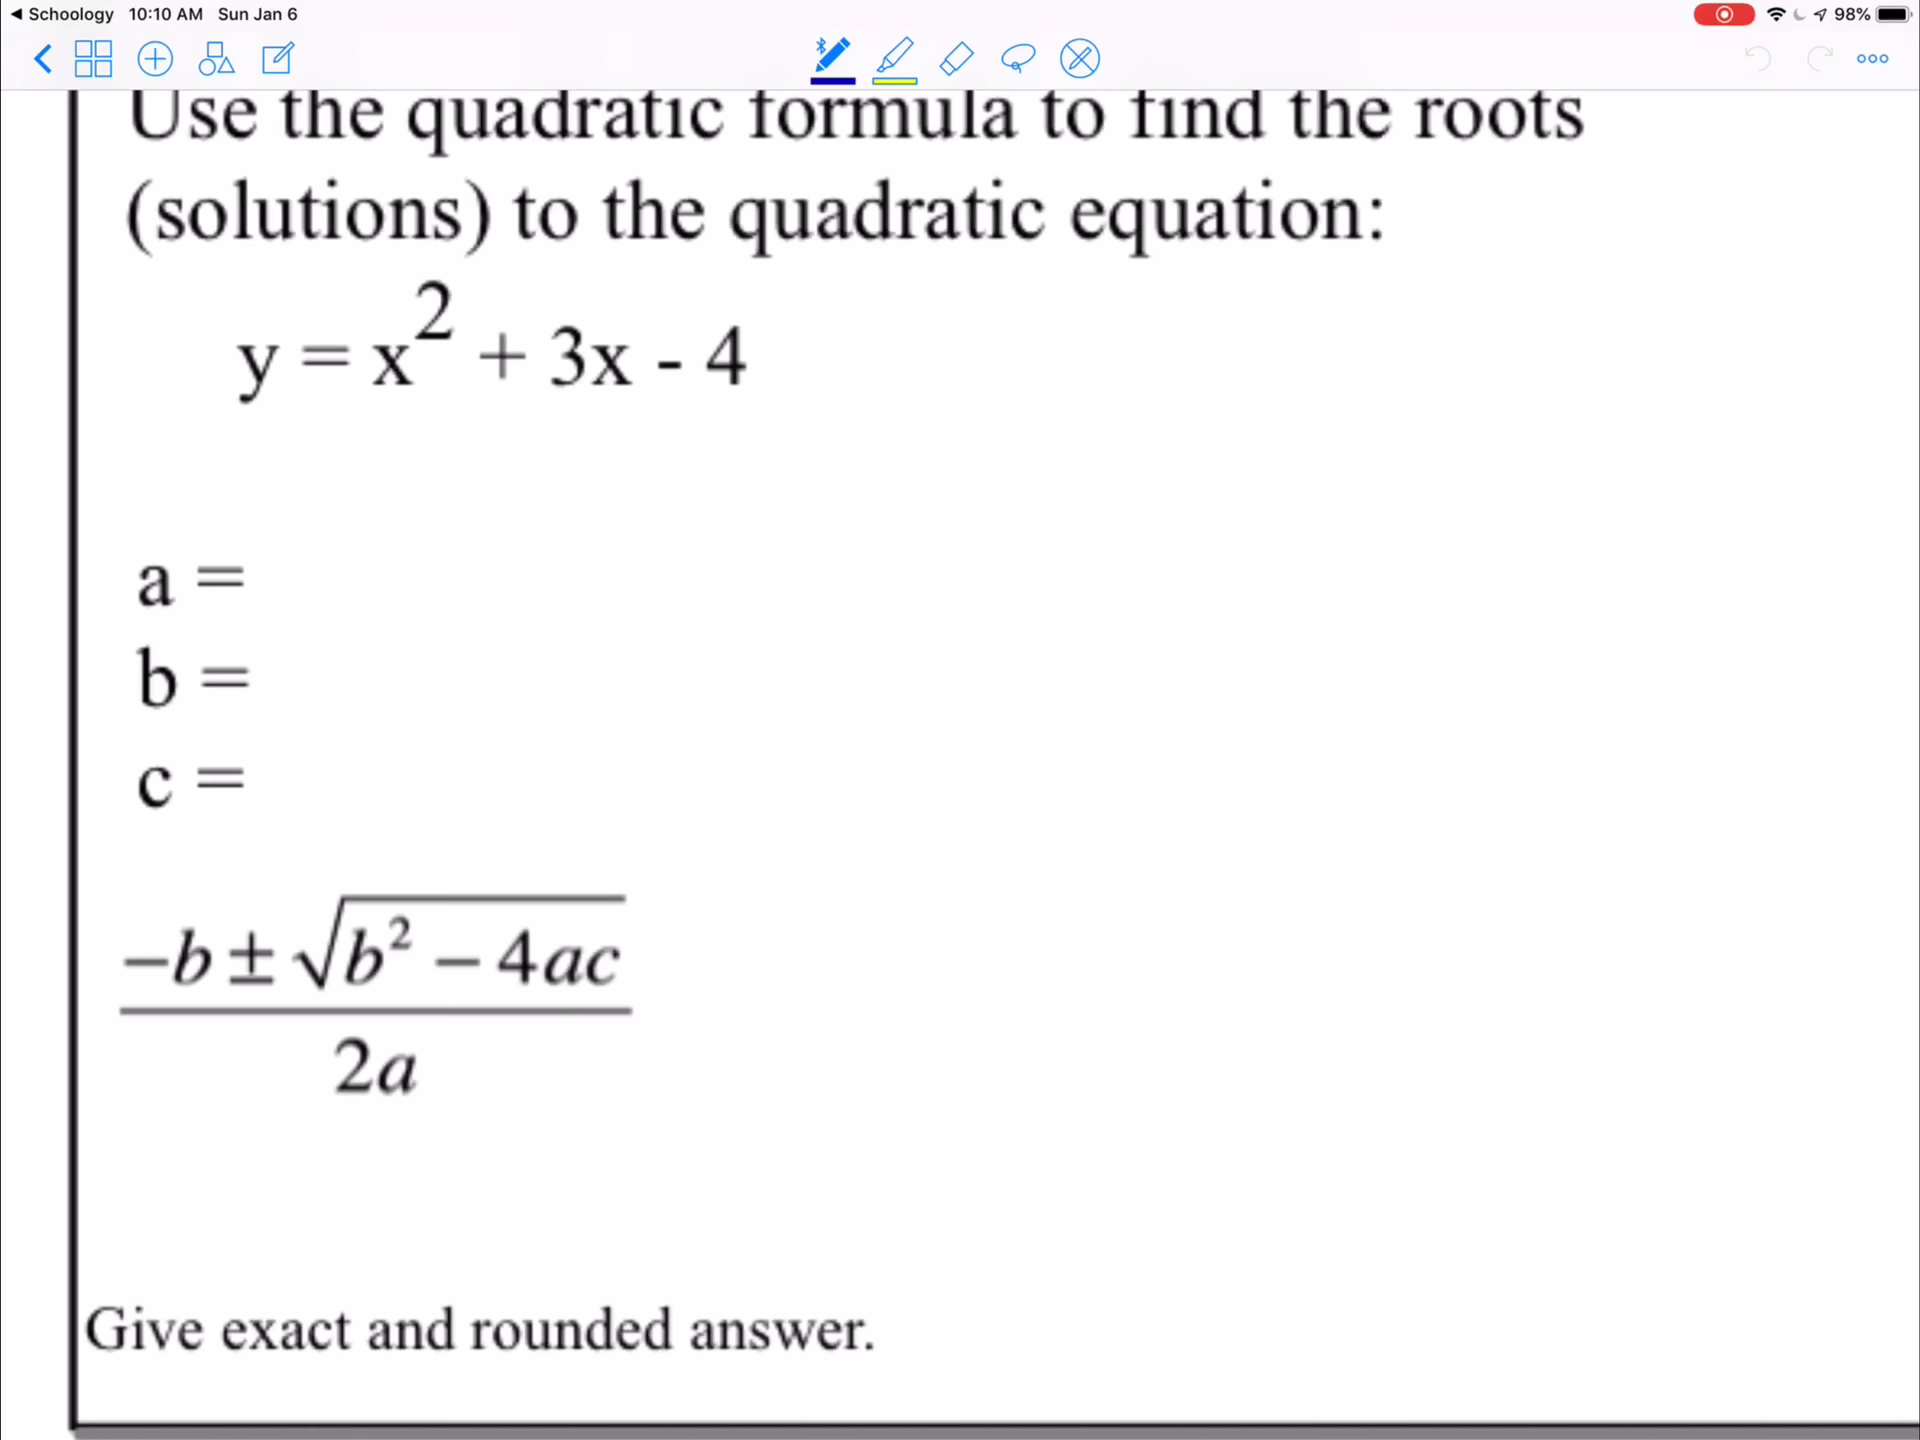 Schoology 10:10 AM Sun Jan 6 98%
Use the quadratic formula to find the roots
(solutions) to the quadratic equation:
y = x² + 3x - 4
a =
b =
c =
−b ± √b² − 4ac
2a
Give exact and rounded answer.